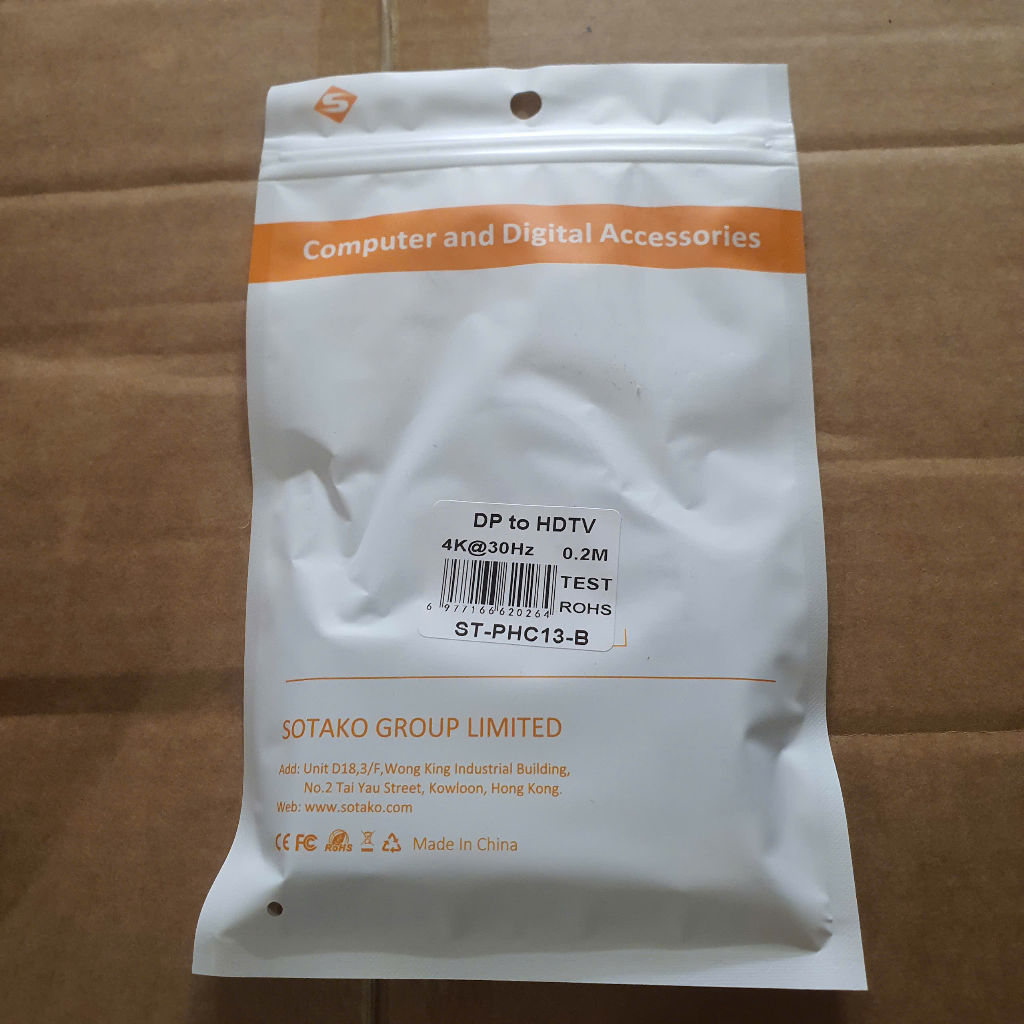 S
Computer and Digital Accessories
DP to HDTV
4K@30Hz 0.2M
TEST
6 977166 620264 ROHS
ST-PHC13-B
SOTAKO GROUP LIMITED
Add: Unit D18,3/F,Wong King Industrial Building,
No.2 Tai Yau Street, Kowloon, Hong Kong.
Web: www.sotako.com
CE FC RoHS Made In China